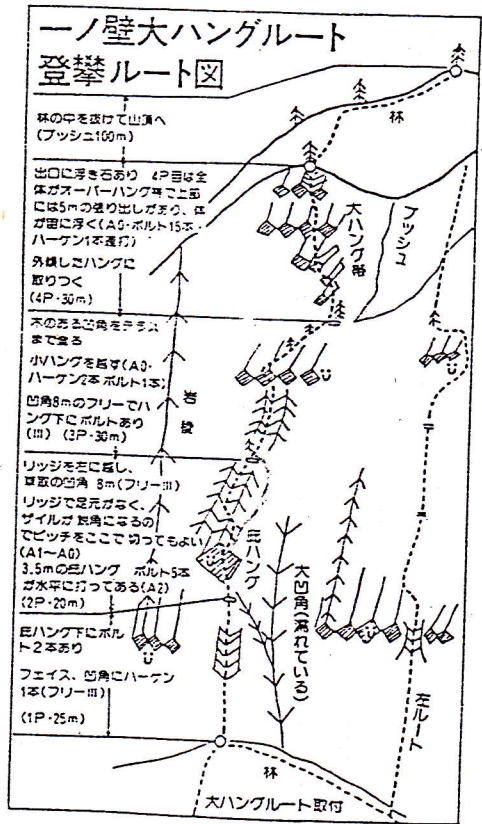 一ノ壁大ハングルート
登攀ルート図
林の中を抜けて山頂へ
(ブッシュ100m)
出口に浮き石あり 4P目は全
体がオーバーハング帯で上部
には5mの張り出しがあり、体
が宙に浮く(A0・ボルト15本・
ハーケン1本連打)
外傾したハングに
取りつく
(4P・30m)
木のある凹角をテラス
まで登る
小ハングを越す(A0・
ハーケン2本 ボルト1本)
凹角8mのフリーでハ
ング下にボルトあり
(III) (3P・30m)
リッジを左に越し、
草取の凹角 8m(フリーIII)
リッジで足元がなく、
ザイルが鋭角になるの
でピッチをここで切ってもよい
(A1〜A0)
3.5mの庇ハング ボルト5本
が水平に打ってある(A2)
(2P・20m)
庇ハング下にボル
ト2本あり
フェイス、凹角にハーケン
1本(フリーIII)
(1P・25m)
林
大ハング帯
ブッシュ
岩稜
庇ハング
大凹角(濡れている)
左ルート
林
大ハングルート取付